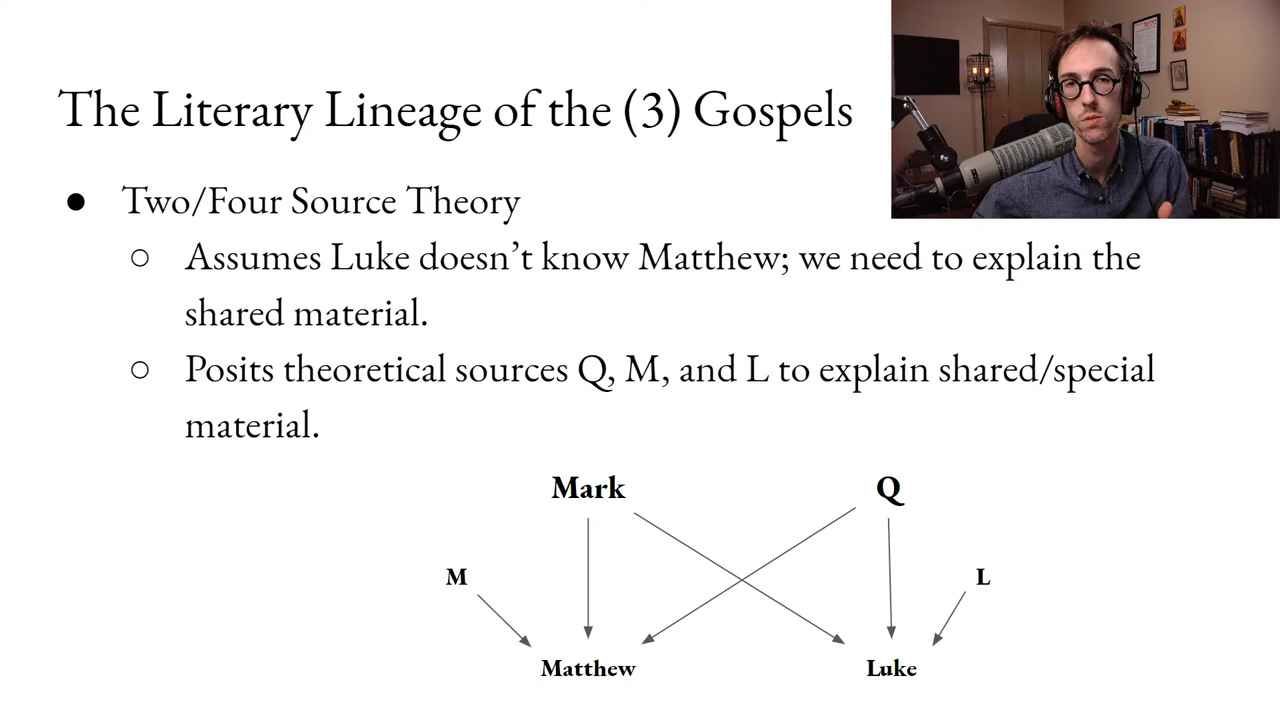 The Literary Lineage of the (3) Gospels
● Two/Four Source Theory
○ Assumes Luke doesn’t know Matthew; we need to explain the
shared material.
○ Posits theoretical sources Q, M, and L to explain shared/special
material.
Mark Q
M L
Matthew Luke